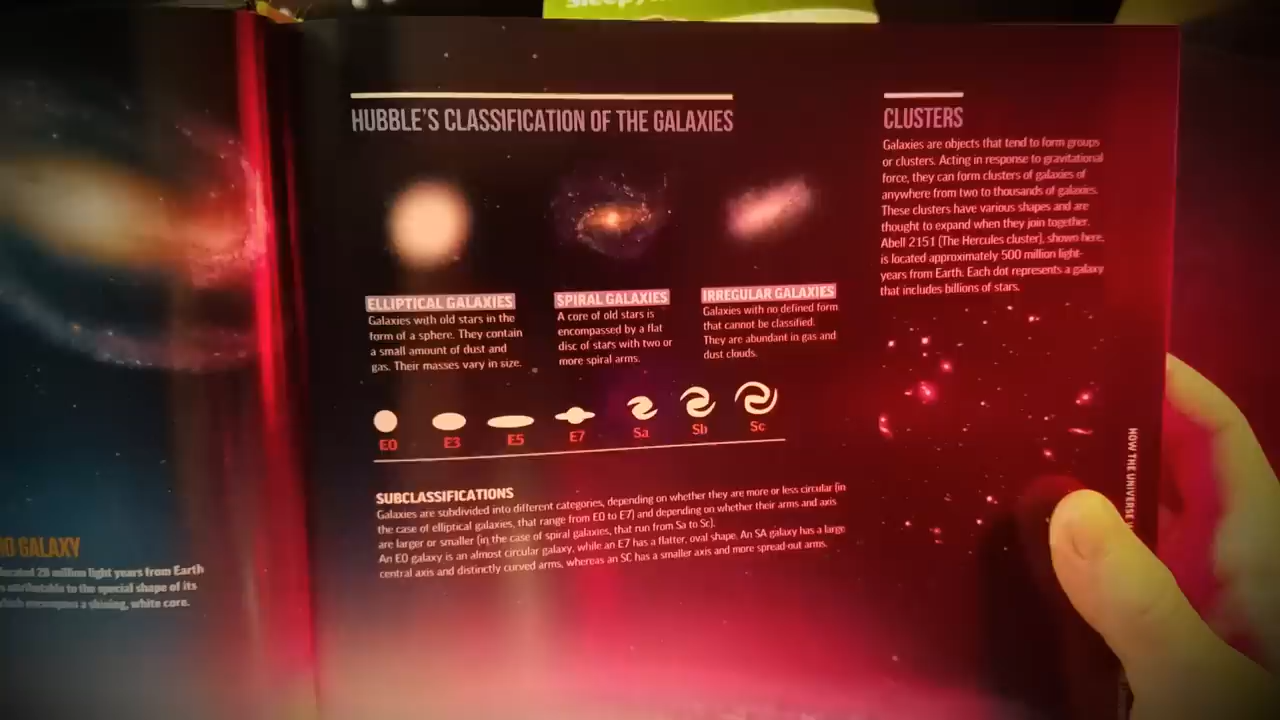 Sleepy
HUBBLE'S CLASSIFICATION OF THE GALAXIES
ELLIPTICAL GALAXIES
Galaxies with old stars in the
form of a sphere. They contain
a small amount of dust and
gas. Their masses vary in size.
SPIRAL GALAXIES
A core of old stars is
encompassed by a flat
disc of stars with two or
more spiral arms.
IRREGULAR GALAXIES
Galaxies with no defined form
that cannot be classified.
They are abundant in gas and
dust clouds.
E0 E3 E5 E7 Sa Sb Sc
SUBCLASSIFICATIONS
Galaxies are subdivided into different categories, depending on whether they are more or less circular (in
the case of elliptical galaxies, that range from E0 to E7) and depending on whether their arms and axis
are larger or smaller (in the case of spiral galaxies, that run from Sa to Sc).
An E0 galaxy is an almost circular galaxy, while an E7 has a flatter, oval shape. An SA galaxy has a large
central axis and distinctly curved arms, whereas an SC has a smaller axis and more spread out arms.
CLUSTERS
Galaxies are objects that tend to form groups
or clusters. Acting in response to gravitational
force, they can form clusters of galaxies of
anywhere from two to thousands of galaxies.
These clusters have various shapes and are
thought to expand when they join together.
Abell 2151 (The Hercules cluster), shown here,
is located approximately 500 million light-
years from Earth. Each dot represents a galaxy
that includes billions of stars.
HOW THE UNIVERSE
GALAXY
located 29 million light years from Earth
attributable to the special shape of its
which encompass a shining, white core.